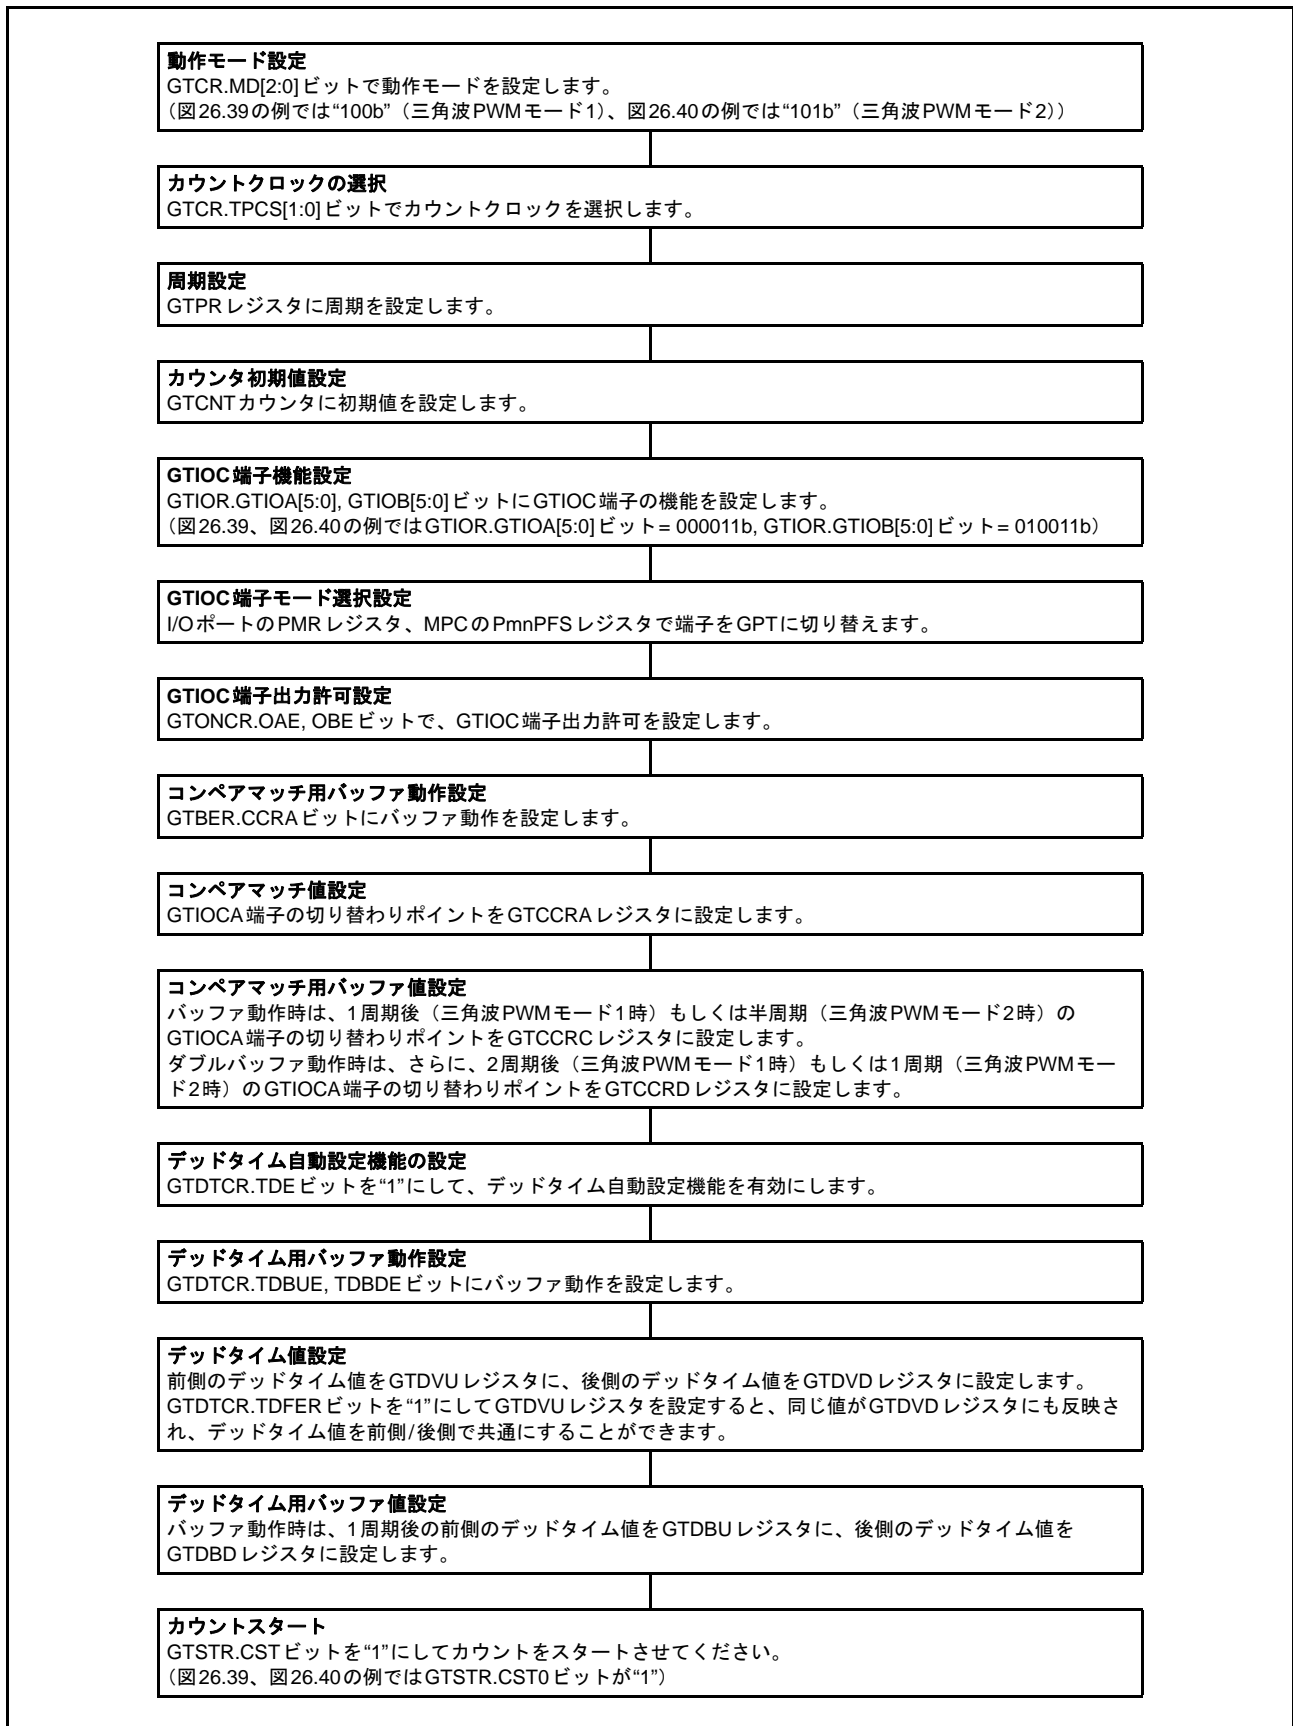 動作モード設定
GTCR.MD[2:0]ビットで動作モードを設定します。
(図26.39の例では“100b”（三角波PWMモード1）、図26.40の例では“101b”（三角波PWMモード2））
カウントクロックの選択
GTCR.TPCS[1:0]ビットでカウントクロックを選択します。
周期設定
GTPRレジスタに周期を設定します。
カウンタ初期値設定
GTCNTカウンタに初期値を設定します。
GTIOC端子機能設定
GTIOR.GTIOA[5:0], GTIOB[5:0]ビットにGTIOC端子の機能を設定します。
（図26.39、図26.40の例ではGTIOR.GTIOA[5:0]ビット= 000011b, GTIOR.GTIOB[5:0]ビット= 010011b）
GTIOC端子モード選択設定
I/OポートのPMRレジスタ、MPCのPmnPFSレジスタで端子をGPTに切り替えます。
GTIOC端子出力許可設定
GTONCR.OAE, OBEビットで、GTIOC端子出力許可を設定します。
コンペアマッチ用バッファ動作設定
GTBER.CCRAビットにバッファ動作を設定します。
コンペアマッチ値設定
GTIOCA端子の切り替わりポイントをGTCCRAレジスタに設定します。
コンペアマッチ用バッファ値設定
バッファ動作時は、1周期後（三角波PWMモード1時）もしくは半周期（三角波PWMモード2時）の
GTIOCA端子の切り替わりポイントをGTCCRCレジスタに設定します。
ダブルバッファ動作時は、さらに、2周期後（三角波PWMモード1時）もしくは1周期（三角波PWMモー
ド2時）のGTIOCA端子の切り替わりポイントをGTCCRDレジスタに設定します。
デッドタイム自動設定機能の設定
GTDTCR.TDEビットを“1”にして、デッドタイム自動設定機能を有効にします。
デッドタイム用バッファ動作設定
GTDTCR.TDBUE, TDBDEビットにバッファ動作を設定します。
デッドタイム値設定
前側のデッドタイム値をGTDVUレジスタに、後側のデッドタイム値をGTDVDレジスタに設定します。
GTDTCR.TDFERビットを“1”にしてGTDVUレジスタを設定すると、同じ値がGTDVDレジスタにも反映さ
れ、デッドタイム値を前側/後側で共通にすることができます。
デッドタイム用バッファ値設定
バッファ動作時は、1周期後の前側のデッドタイム値をGTDBUレジスタに、後側のデッドタイム値を
GTDBDレジスタに設定します。
カウントスタート
GTSTR.CSTビットを“1”にしてカウントをスタートさせてください。
（図26.39、図26.40の例ではGTSTR.CST0ビットが“1”）